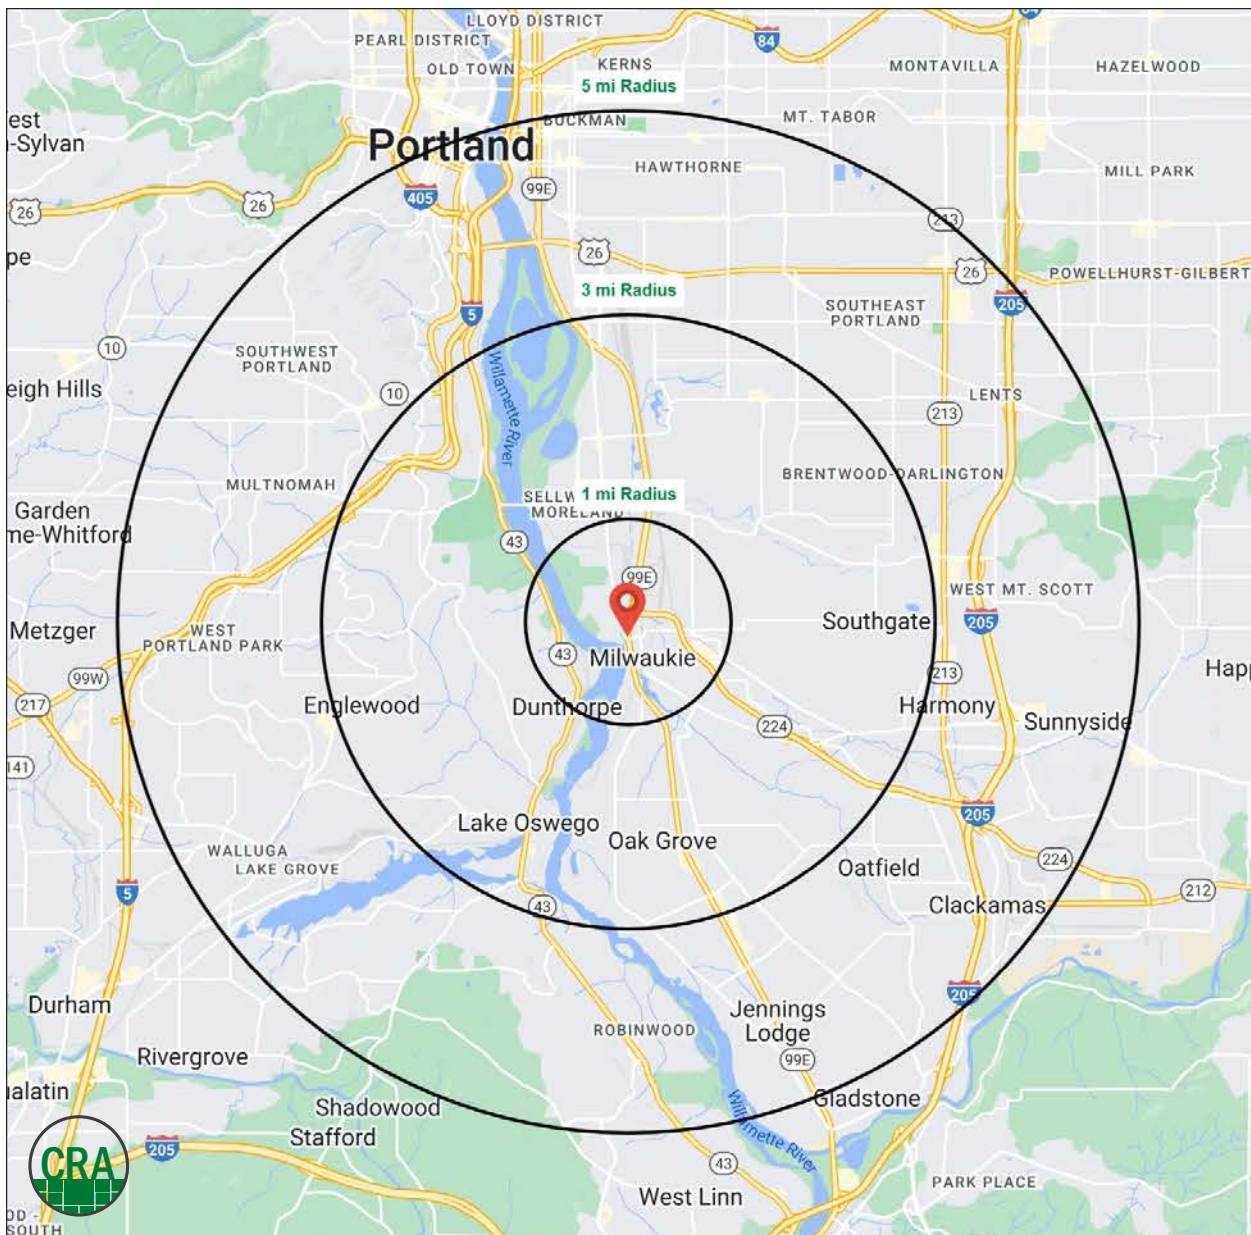 LLOYD DISTRICT
84
PEARL DISTRICT
84
KERNS
OLD TOWN
MONTAVILLA
HAZELWOOD
5 mi Radius
BUCKMAN
MT. TABOR
est
-Sylvan
Portland
HAWTHORNE
MILL PARK
99E
405
26
26
213
pe
26
26
POWELLHURST-GILBERT
3 mi Radius
205
SOUTHEAST
PORTLAND
5
10
SOUTHWEST
PORTLAND
eigh Hills
10
LENTS
Willamette River
213
BRENTWOOD-DARLINGTON
MULTNOMAH
1 mi Radius
SELLW
MORELAND
Garden
me-Whitford
43
99E
WEST MT. SCOTT
Metzger
WEST
PORTLAND PARK
Southgate
205
43
Milwaukie
99W
213
Happ
217
Englewood
Dunthorpe
Harmony
Sunnyside
224
141
205
Lake Oswego
Oak Grove
WALLUGA
LAKE GROVE
Oatfield
224
5
212
43
Clackamas
205
Durham
Jennings
Lodge
ROBINWOOD
Rivergrove
99E
ualatin
Gladstone
Shadowood
Stafford
Willamette River
205
CRA
43
PARK PLACE
West Linn
OD -
SOUTH